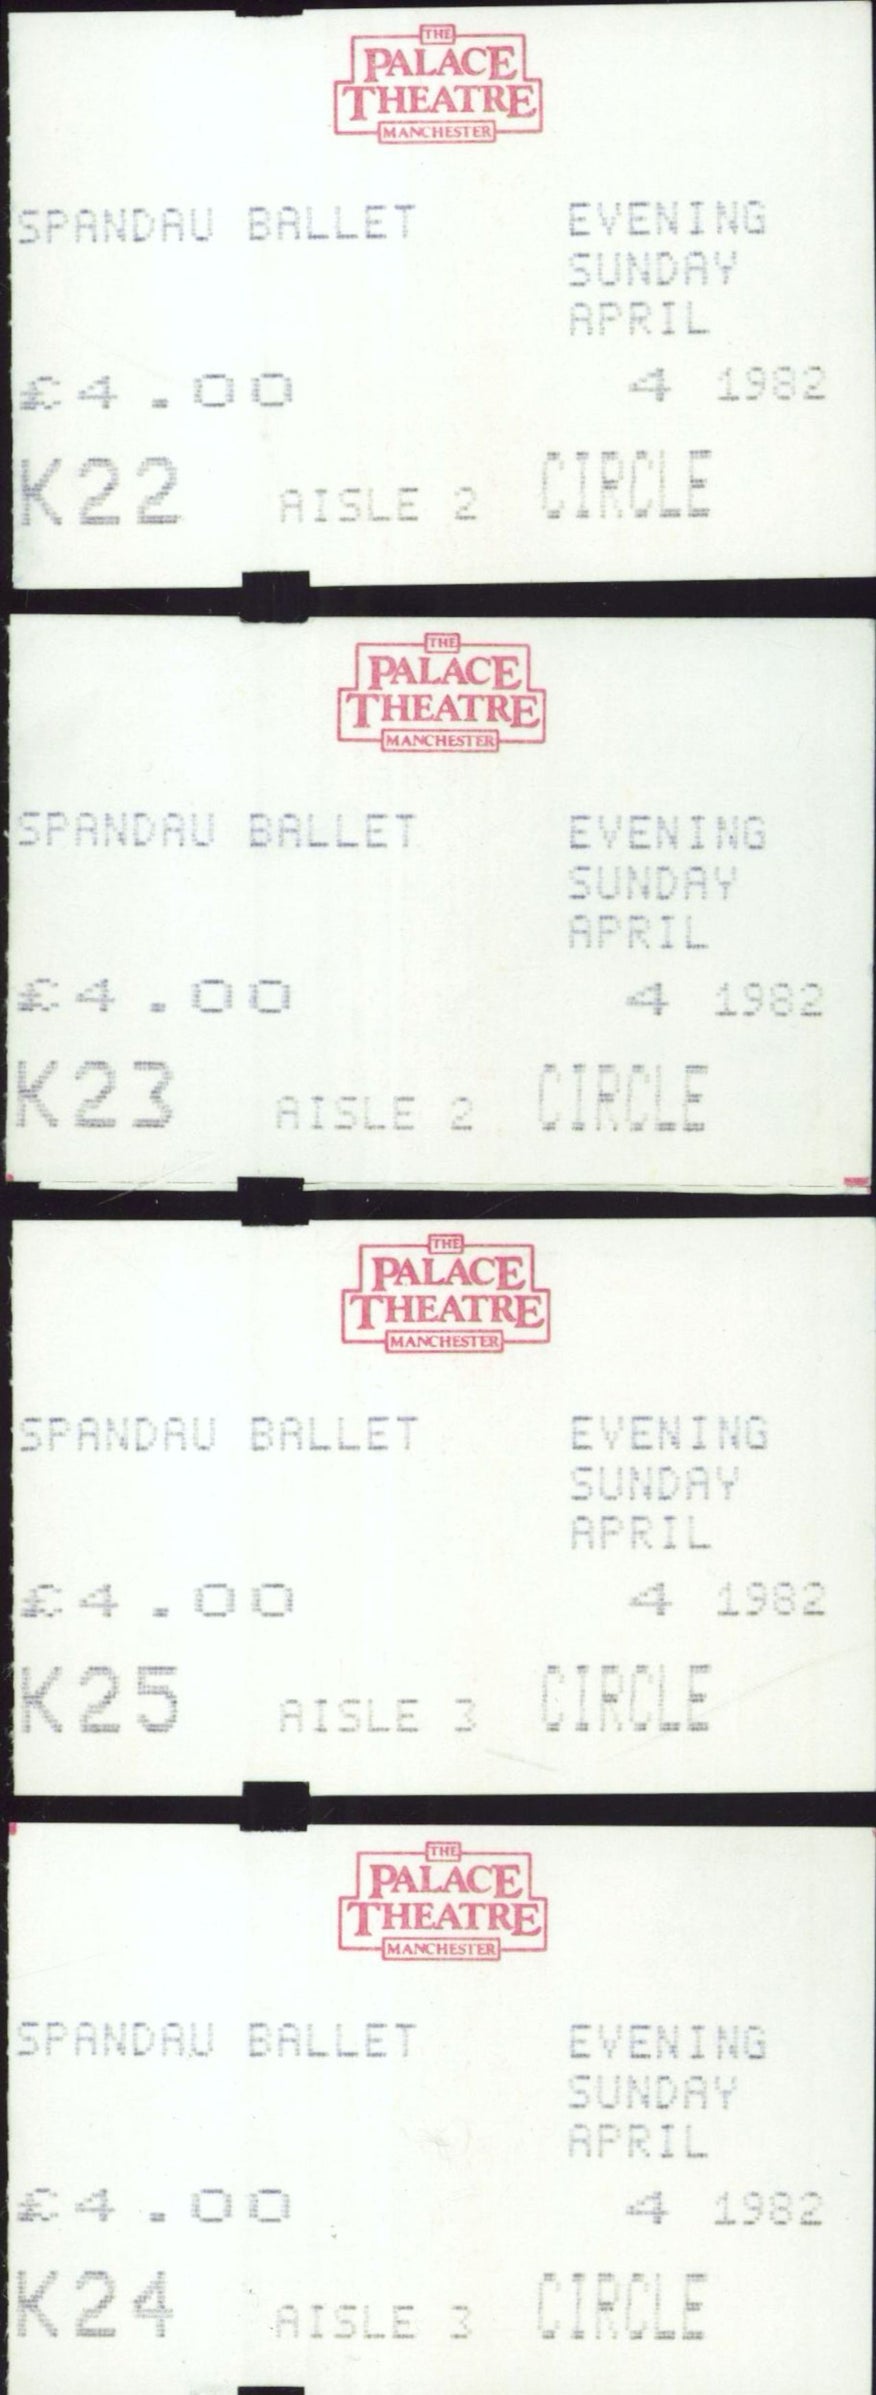 THE
PALACE
THEATRE
MANCHESTER
SPANDAU BALLET EVENING
SUNDAY
APRIL
£4.00 4 1982
K22 AISLE 2 CIRCLE
THE
PALACE
THEATRE
MANCHESTER
SPANDAU BALLET EVENING
SUNDAY
APRIL
£4.00 4 1982
K23 AISLE 2 CIRCLE
THE
PALACE
THEATRE
MANCHESTER
SPANDAU BALLET EVENING
SUNDAY
APRIL
£4.00 4 1982
K25 AISLE 3 CIRCLE
THE
PALACE
THEATRE
MANCHESTER
SPANDAU BALLET EVENING
SUNDAY
APRIL
£4.00 4 1982
K24 AISLE 3 CIRCLE